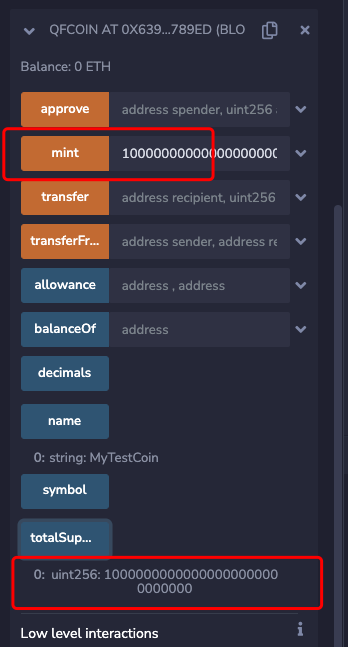 QFCOIN AT 0X639...789ED (BLO
Balance: 0 ETH
approve
address spender, uint256
mint
10000000000000000000
transfer
address recipient, uint256
transferFr...
address sender, address re
allowance
address , address
balanceOf
address
decimals
name
0: string: MyTestCoin
symbol
totalSup...
0: uint256: 1000000000000000000000
0000000
Low level interactions
i